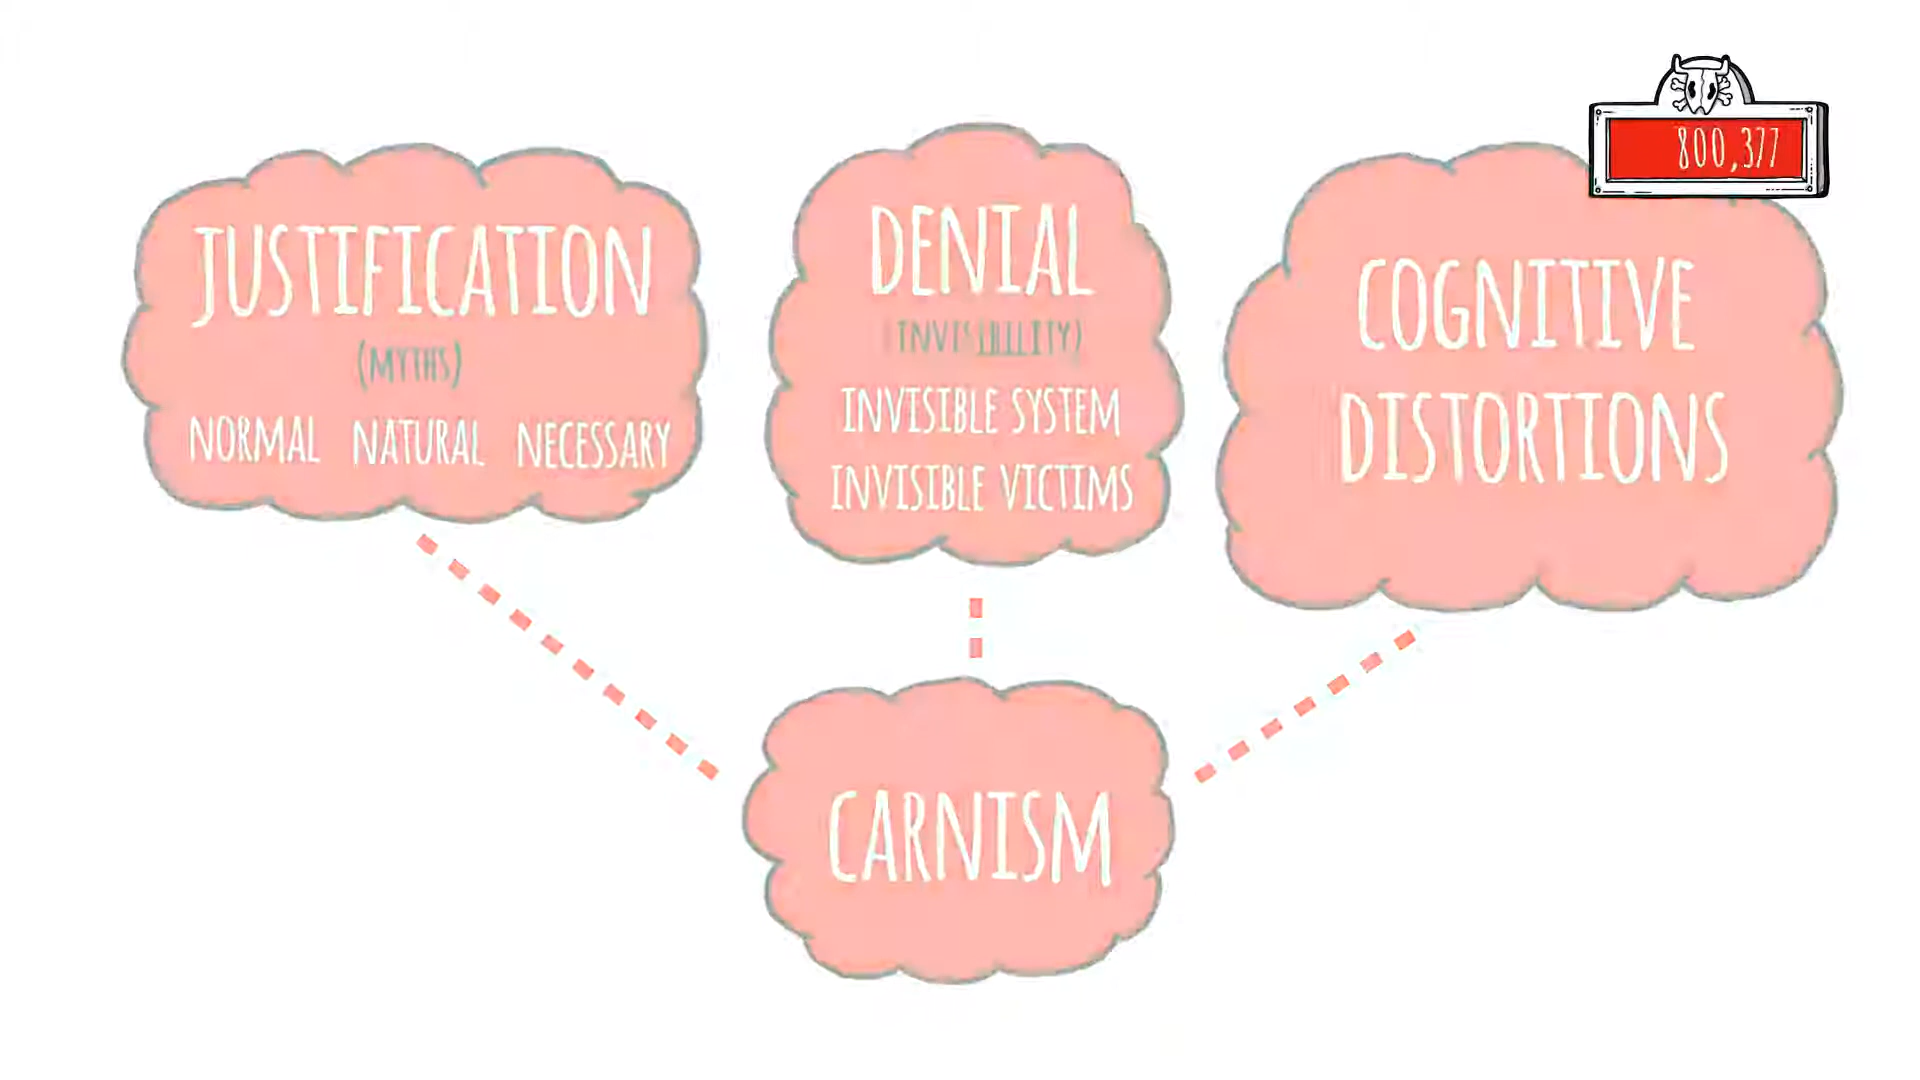 800,377
JUSTIFICATION
(MYTHS)
NORMAL NATURAL NECESSARY
DENIAL
(INVISIBILITY)
INVISIBLE SYSTEM
INVISIBLE VICTIMS
COGNITIVE
DISTORTIONS
CARNISM